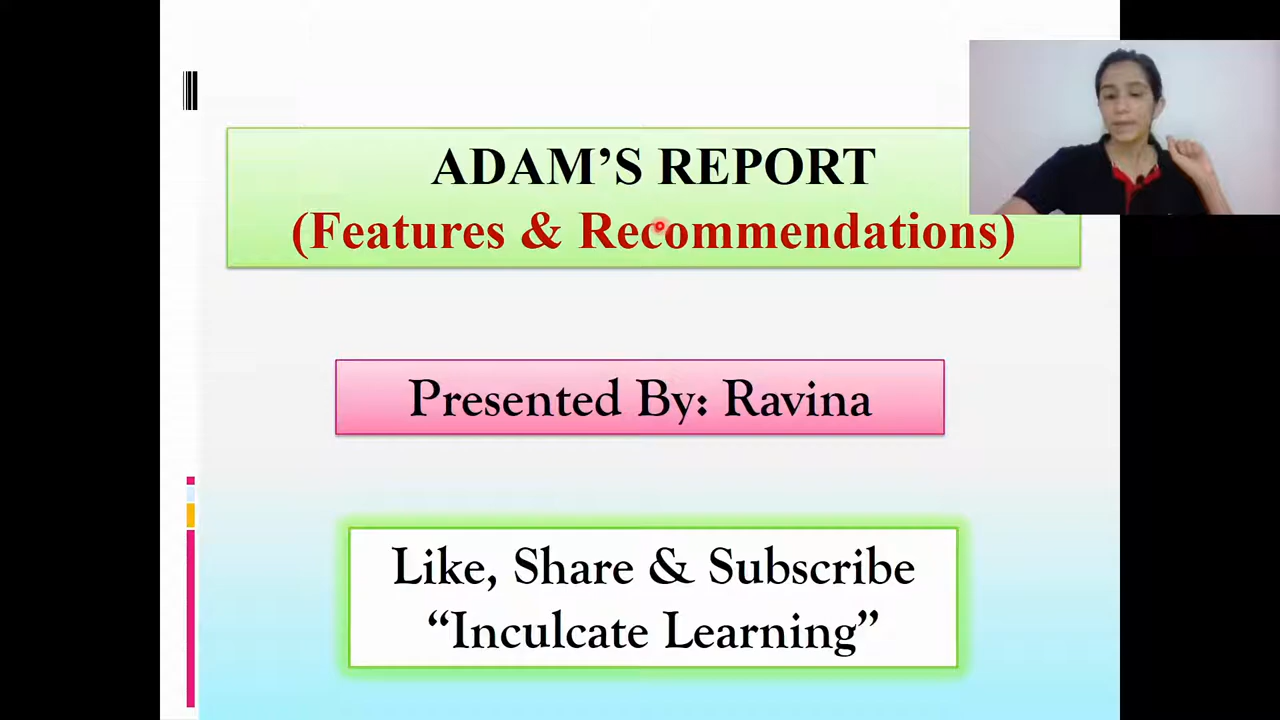 ADAM’S REPORT
(Features & Recommendations)
Presented By: Ravina
Like, Share & Subscribe
“Inculcate Learning”